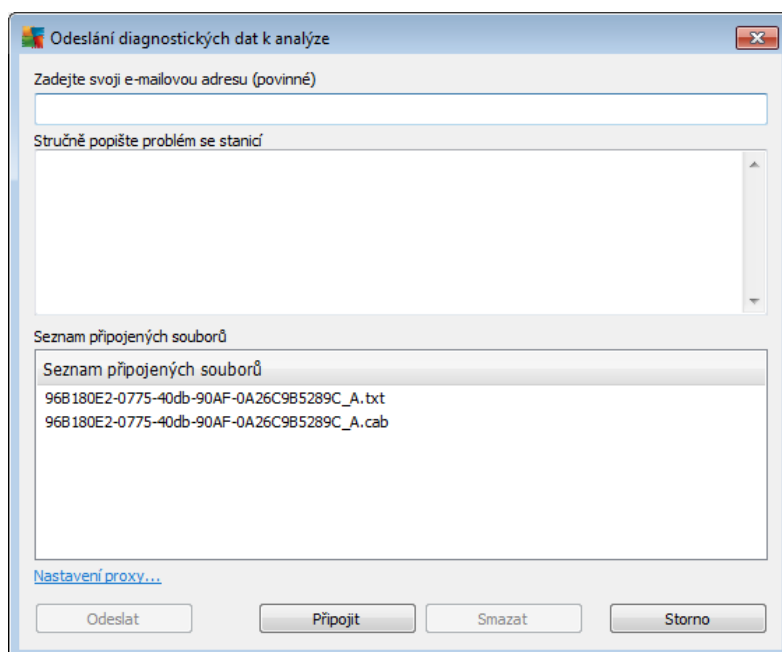 Odeslání diagnostických dat k analýze
Zadejte svoji e-mailovou adresu (povinné)
Stručně popište problém se stanicí
Seznam připojených souborů
Seznam připojených souborů
96B180E2-0775-40db-90AF-0A26C9B5289C_A.txt
96B180E2-0775-40db-90AF-0A26C9B5289C_A.cab
Nastavení proxy...
Odeslat Připojit Smazat Storno